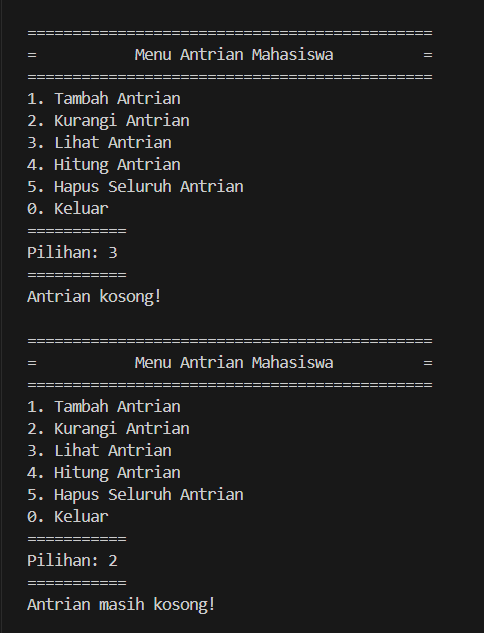 =============================================
=           Menu Antrian Mahasiswa          =
=============================================
1. Tambah Antrian
2. Kurangi Antrian
3. Lihat Antrian
4. Hitung Antrian
5. Hapus Seluruh Antrian
0. Keluar
===========
Pilihan: 3
===========
Antrian kosong!

=============================================
=           Menu Antrian Mahasiswa          =
=============================================
1. Tambah Antrian
2. Kurangi Antrian
3. Lihat Antrian
4. Hitung Antrian
5. Hapus Seluruh Antrian
0. Keluar
===========
Pilihan: 2
===========
Antrian masih kosong!